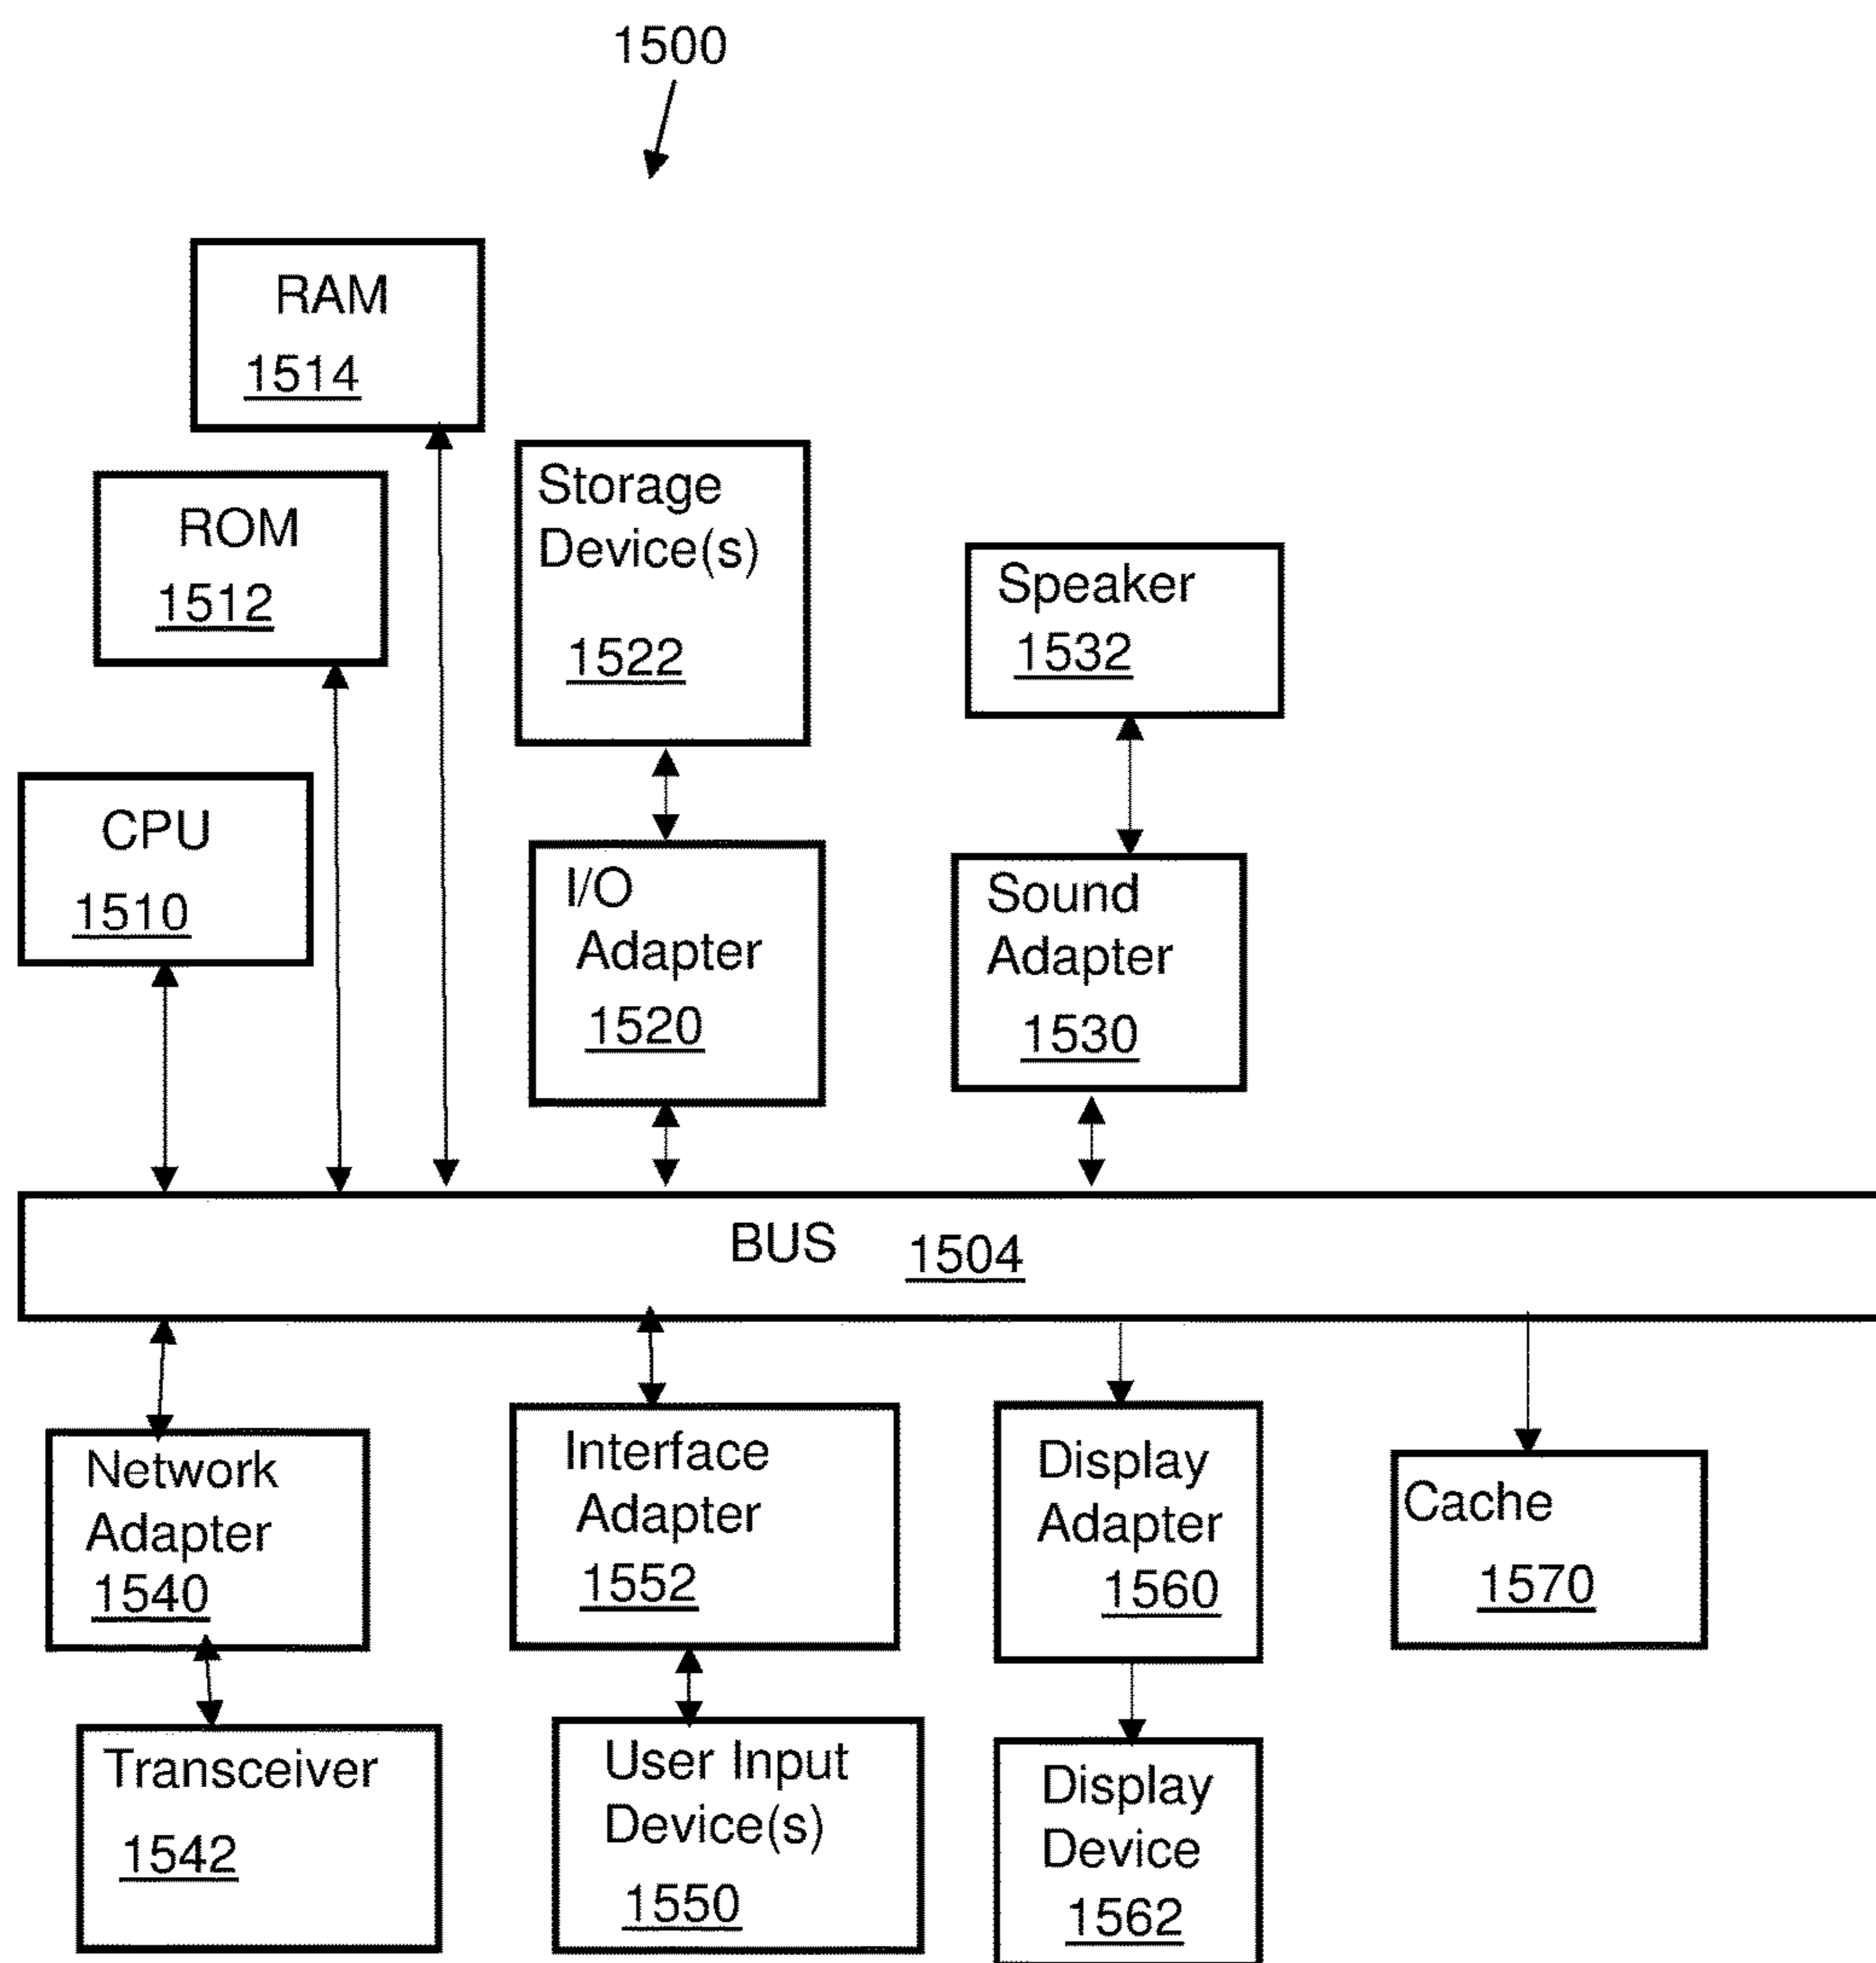 1500
RAM
1514
ROM
1512
Storage
Device(s)
1522
Speaker
1532
CPU
1510
I/O
Adapter
1520
Sound
Adapter
1530
BUS 1504
Network
Adapter
1540
Interface
Adapter
1552
Display
Adapter
1560
Cache
1570
Transceiver
1542
User Input
Device(s)
1550
Display
Device
1562